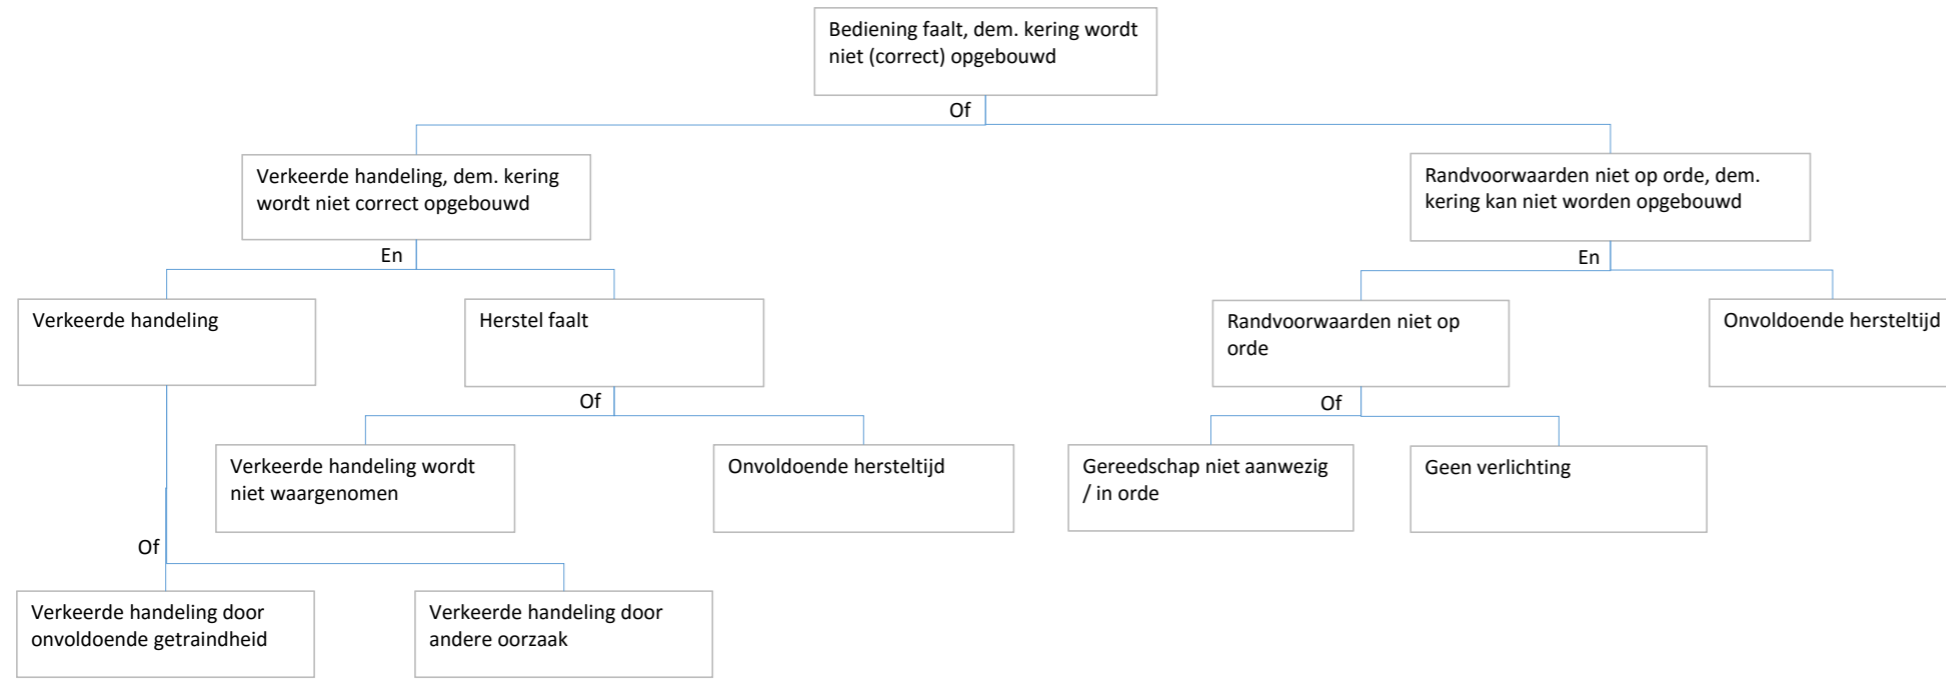 Bediening faalt, dem. kering wordt
niet (correct) opgebouwd
Of
Verkeerde handeling, dem. kering
wordt niet correct opgebouwd
Randvoorwaarden niet op orde, dem.
kering kan niet worden opgebouwd
En
En
Verkeerde handeling
Herstel faalt
Randvoorwaarden niet op
orde
Onvoldoende hersteltijd
Of
Of
Verkeerde handeling wordt
niet waargenomen
Onvoldoende hersteltijd
Gereedschap niet aanwezig
/ in orde
Geen verlichting
Of
Verkeerde handeling door
onvoldoende getraindheid
Verkeerde handeling door
andere oorzaak